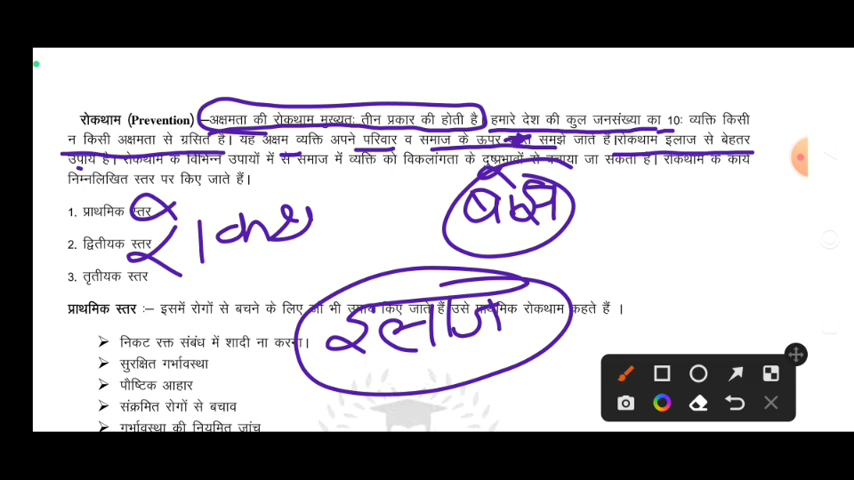 रोकथाम (Prevention) –अक्षमता की रोकथाम मुख्यतः तीन प्रकार की होती है। हमारे देश की कुल जनसंख्या का 10: व्यक्ति किसी
न किसी अक्षमता से ग्रसित है। यह अक्षम व्यक्ति अपने परिवार व समाज के ऊपर समझे जाते है।रोकथाम इलाज से बेहतर
उपाय है। रोकथाम के विभिन्न उपायों में से समाज में व्यक्ति को विकलांगता के दुष्प्रभावों से बचाया जा सकता है। रोकथाम के कार्य
निम्नलिखित स्तर पर किए जाते हैं।
1. प्राथमिक स्तर
बोझ
2. द्वितीयक स्तर
3. तृतीयक स्तर
प्राथमिक स्तर :– इसमें रोगों से बचने के लिए जो भी उपाय किए जाते हैं उसे प्राथमिक रोकथाम कहते हैं ।
इलाज
➢ निकट रक्त संबंध में शादी ना करना।
➢ सुरक्षित गर्भावस्था
➢ पौष्टिक आहार
➢ संक्रमित रोगों से बचाव
➢ गर्भावस्था की नियमित जांच